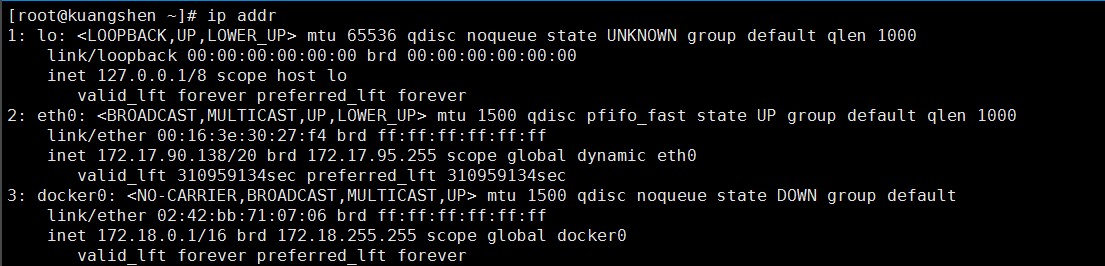 [root@kuangshen ~]# ip addr
1: lo: <LOOPBACK,UP,LOWER_UP> mtu 65536 qdisc noqueue state UNKNOWN group default qlen 1000
    link/loopback 00:00:00:00:00:00 brd 00:00:00:00:00:00
    inet 127.0.0.1/8 scope host lo
       valid_lft forever preferred_lft forever
2: eth0: <BROADCAST,MULTICAST,UP,LOWER_UP> mtu 1500 qdisc pfifo_fast state UP group default qlen 1000
    link/ether 00:16:3e:30:27:f4 brd ff:ff:ff:ff:ff:ff
    inet 172.17.90.138/20 brd 172.17.95.255 scope global dynamic eth0
       valid_lft 310959134sec preferred_lft 310959134sec
3: docker0: <NO-CARRIER,BROADCAST,MULTICAST,UP> mtu 1500 qdisc noqueue state DOWN group default
    link/ether 02:42:bb:71:07:06 brd ff:ff:ff:ff:ff:ff
    inet 172.18.0.1/16 brd 172.18.255.255 scope global docker0
       valid_lft forever preferred_lft forever